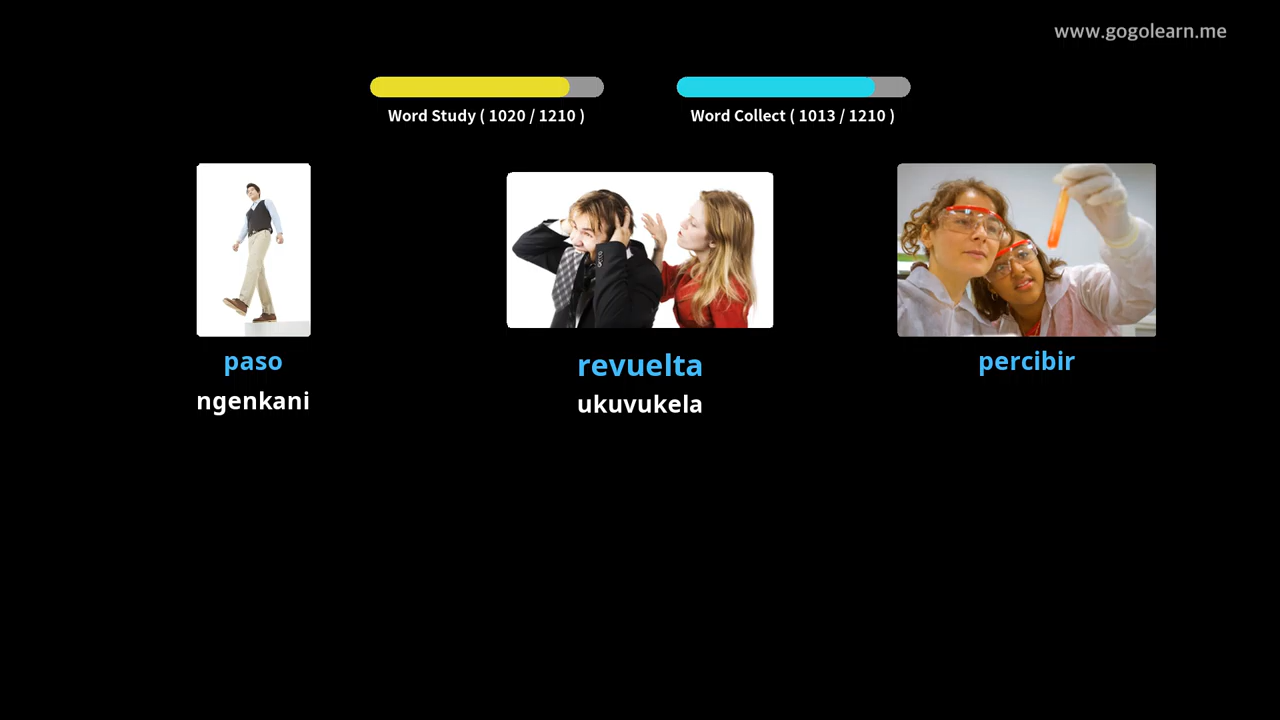 www.gogolearn.me
Word Study ( 1020 / 1210 )
Word Collect ( 1013 / 1210 )
paso
revuelta
percibir
ngenkani
ukuvukela